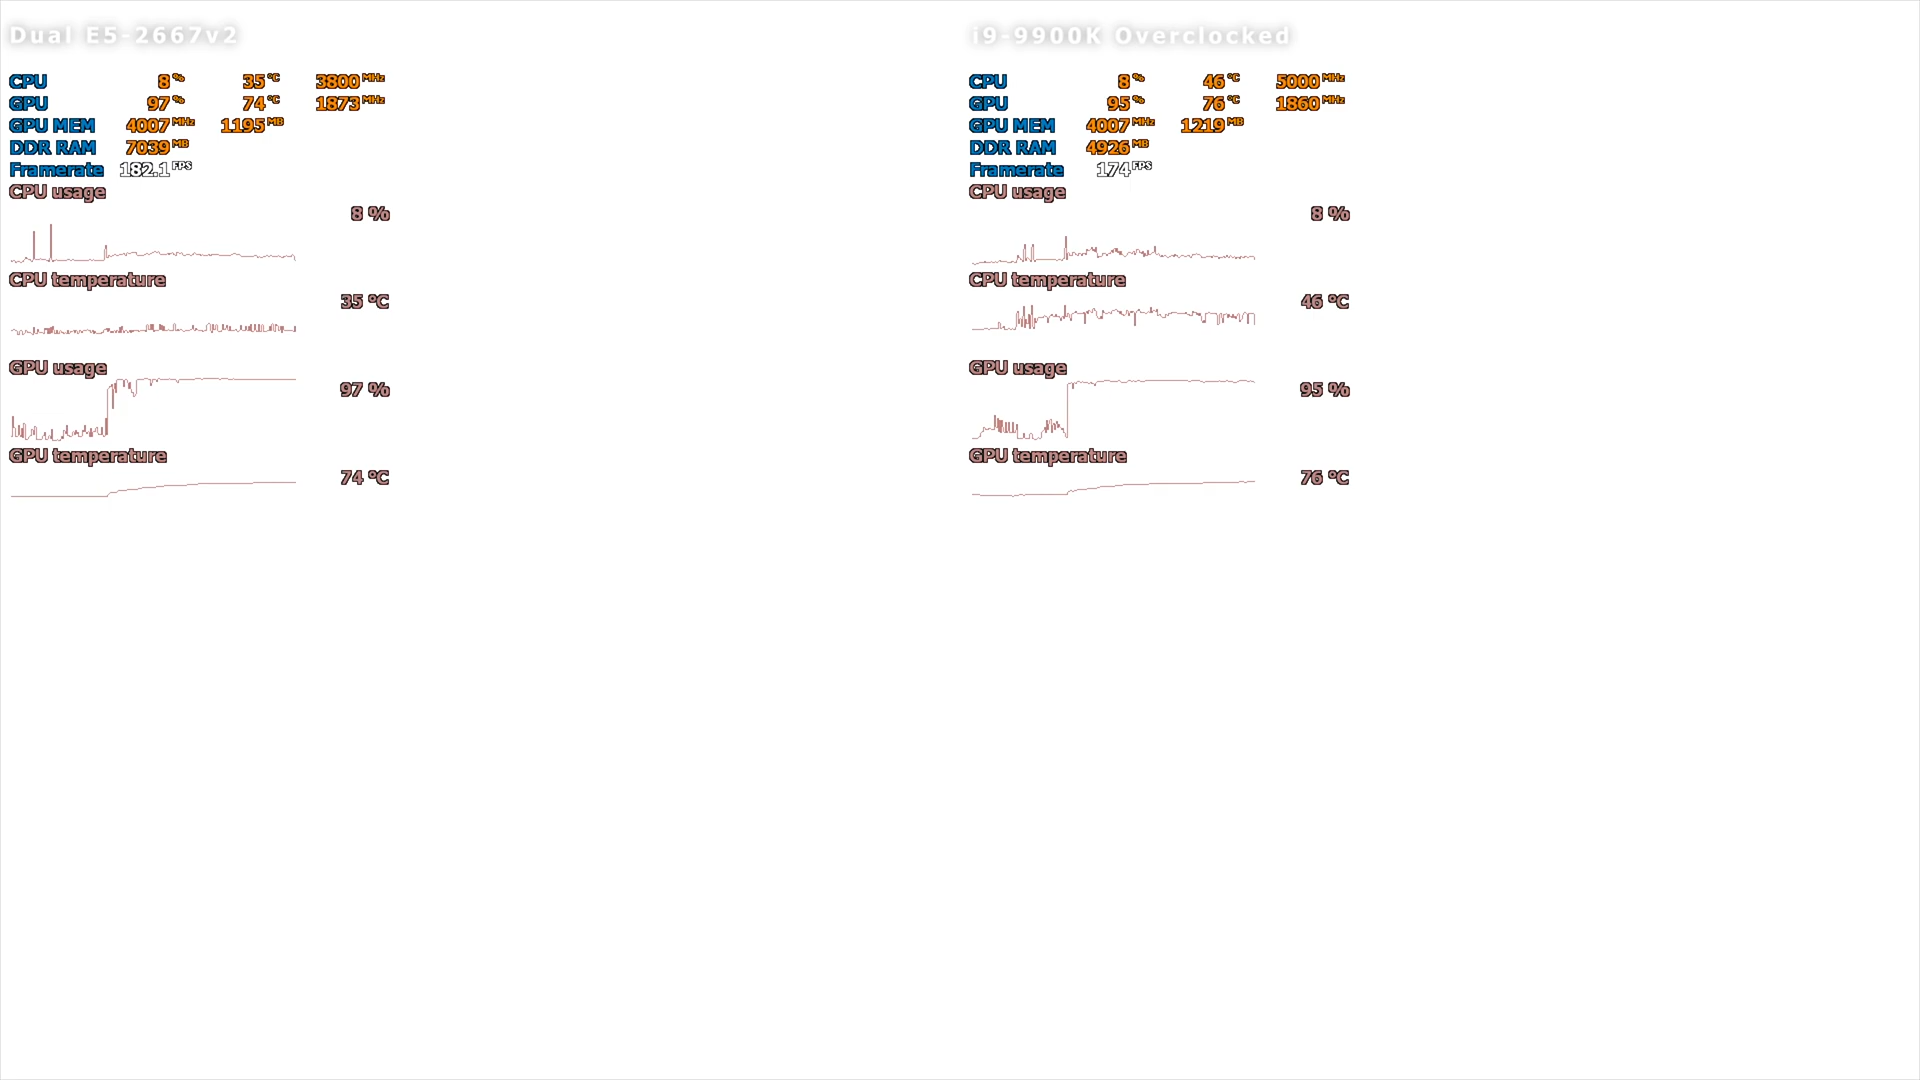 Dual E5-2667v2
CPU 8 % 35 °C 3800 MHz
GPU 97 % 74 °C 1873 MHz
GPU MEM 4007 MHz 1195 MB
DDR RAM 7039 MB
Framerate 182.1 FPS
CPU usage
8 %
CPU temperature
35 °C
GPU usage
97 %
GPU temperature
74 °C
i9-9900K Overclocked
CPU 8 % 46 °C 5000 MHz
GPU 95 % 76 °C 1860 MHz
GPU MEM 4007 MHz 1219 MB
DDR RAM 4926 MB
Framerate 174 FPS
CPU usage
8 %
CPU temperature
46 °C
GPU usage
95 %
GPU temperature
76 °C